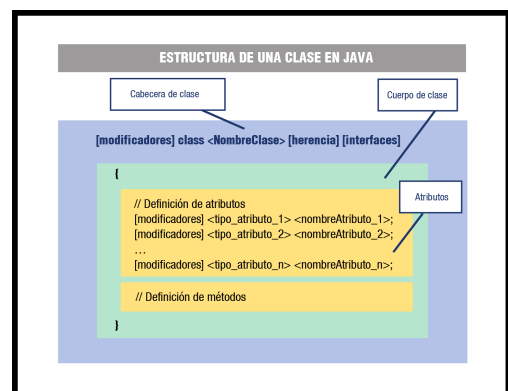 ESTRUCTURA DE UNA CLASE EN JAVA
Cabecera de clase
Cuerpo de clase
[modificadores] class <NombreClase> [herencia] [interfaces]
{
Atributos
// Definición de atributos
[modificadores] <tipo_atributo_1> <nombreAtributo_1>;
[modificadores] <tipo_atributo_2> <nombreAtributo_2>;
...
[modificadores] <tipo_atributo_n> <nombreAtributo_n>;
// Definición de métodos
}